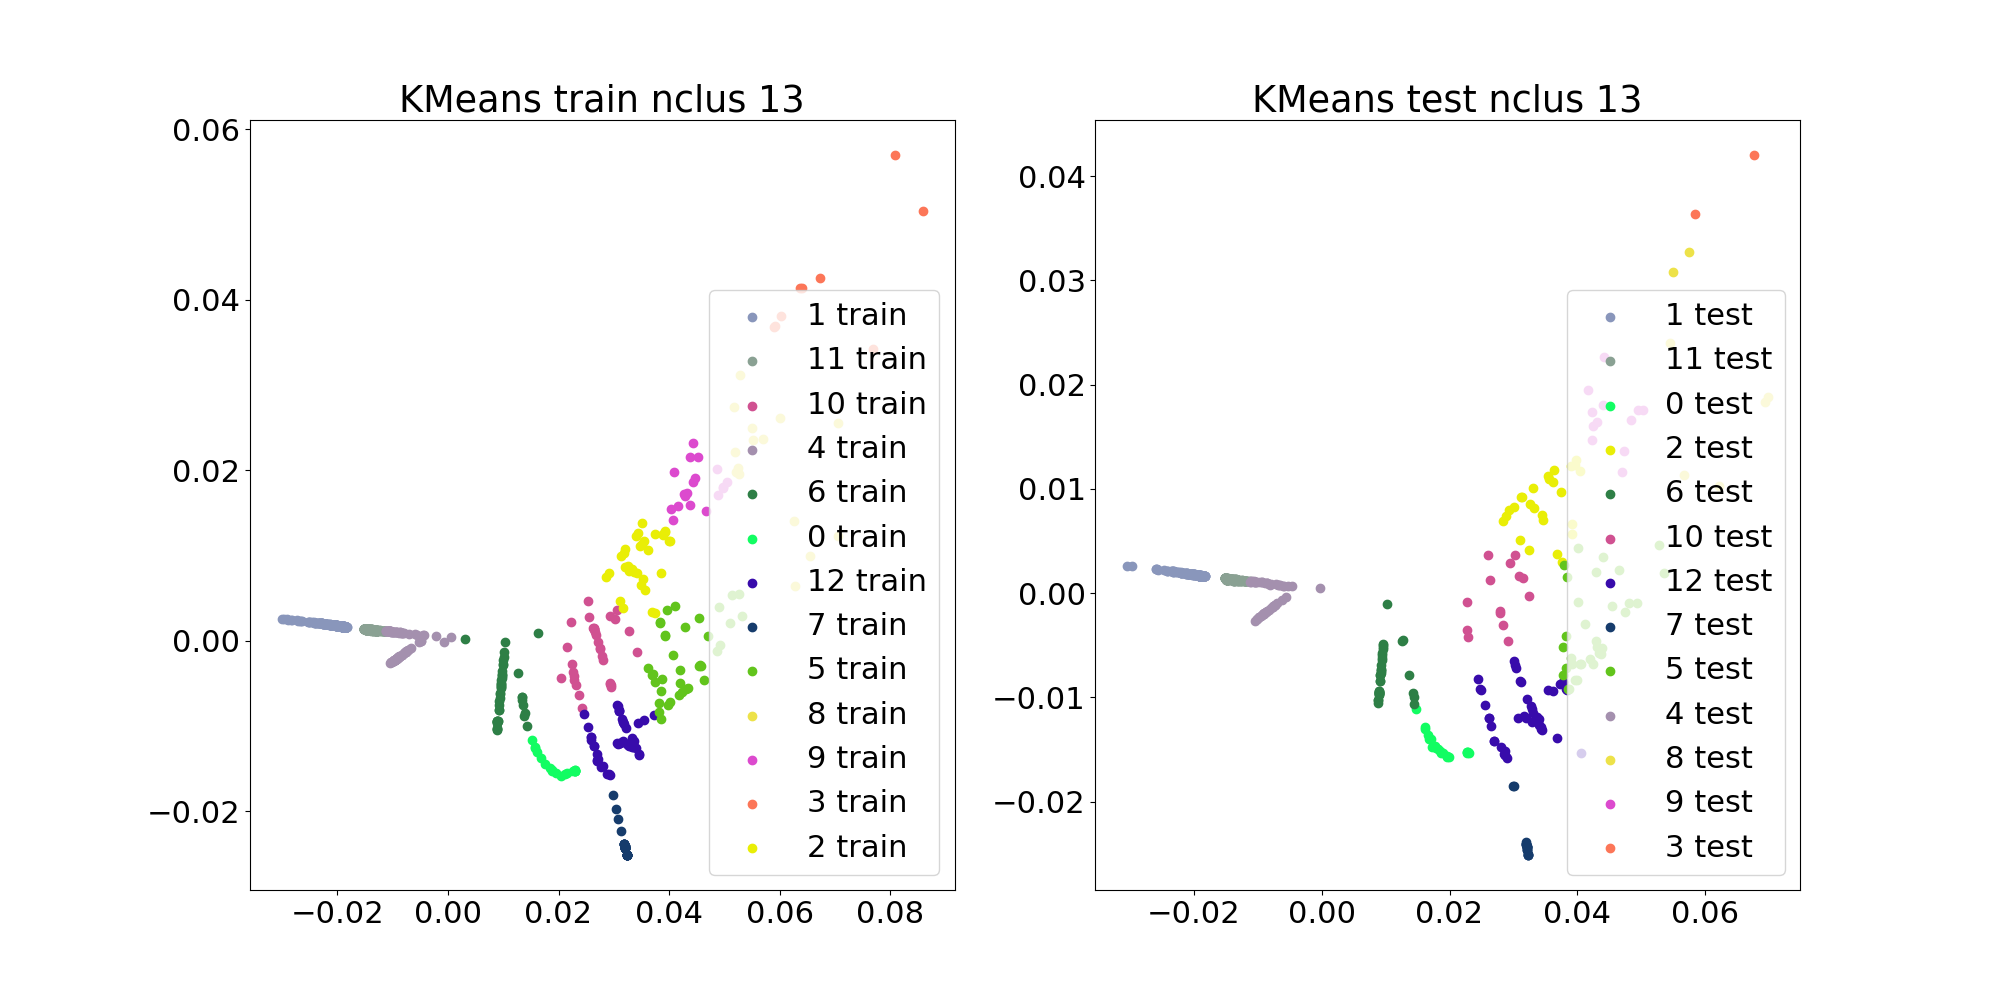 KMeans train nclus 13
0.06
0.04
0.02
0.00
−0.02
−0.02 0.00 0.02 0.04 0.06 0.08
1 train
11 train
10 train
4 train
6 train
0 train
12 train
7 train
5 train
8 train
9 train
3 train
2 train
KMeans test nclus 13
0.04
0.03
0.02
0.01
0.00
−0.01
−0.02
−0.02 0.00 0.02 0.04 0.06
1 test
11 test
0 test
2 test
6 test
10 test
12 test
7 test
5 test
4 test
8 test
9 test
3 test